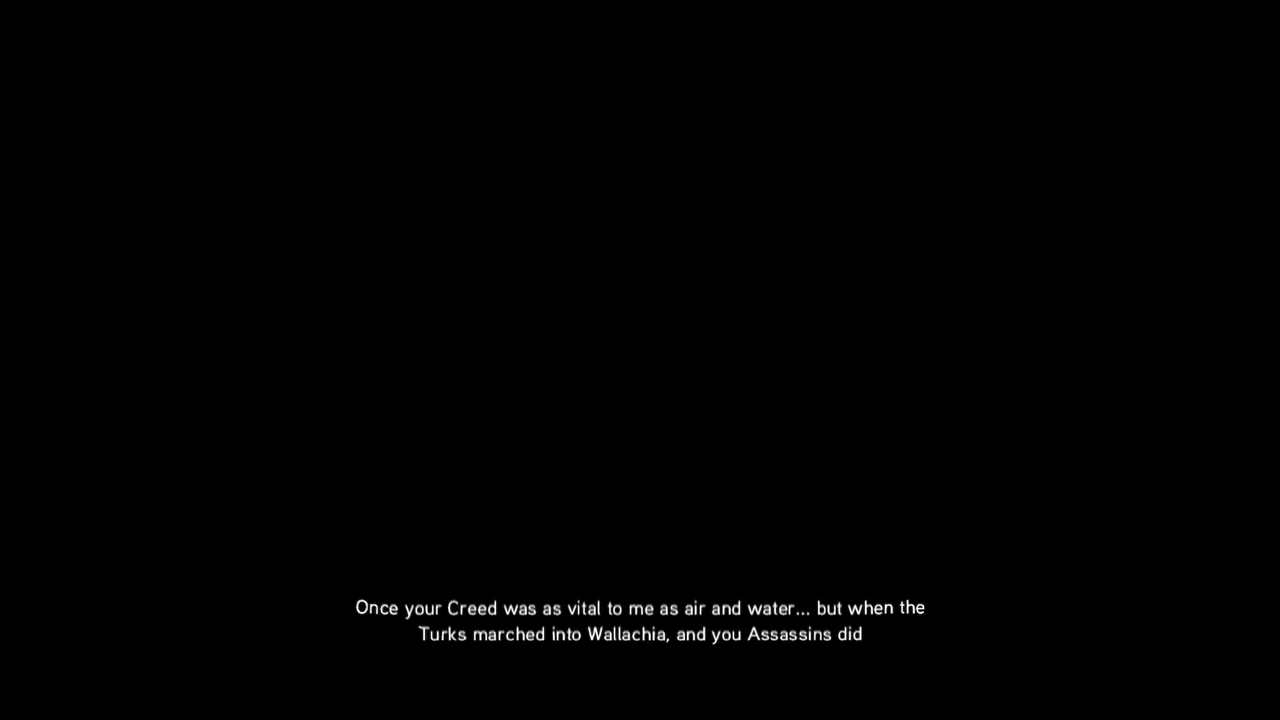 Once your Creed was as vital to me as air and water... but when the
Turks marched into Wallachia, and you Assassins did